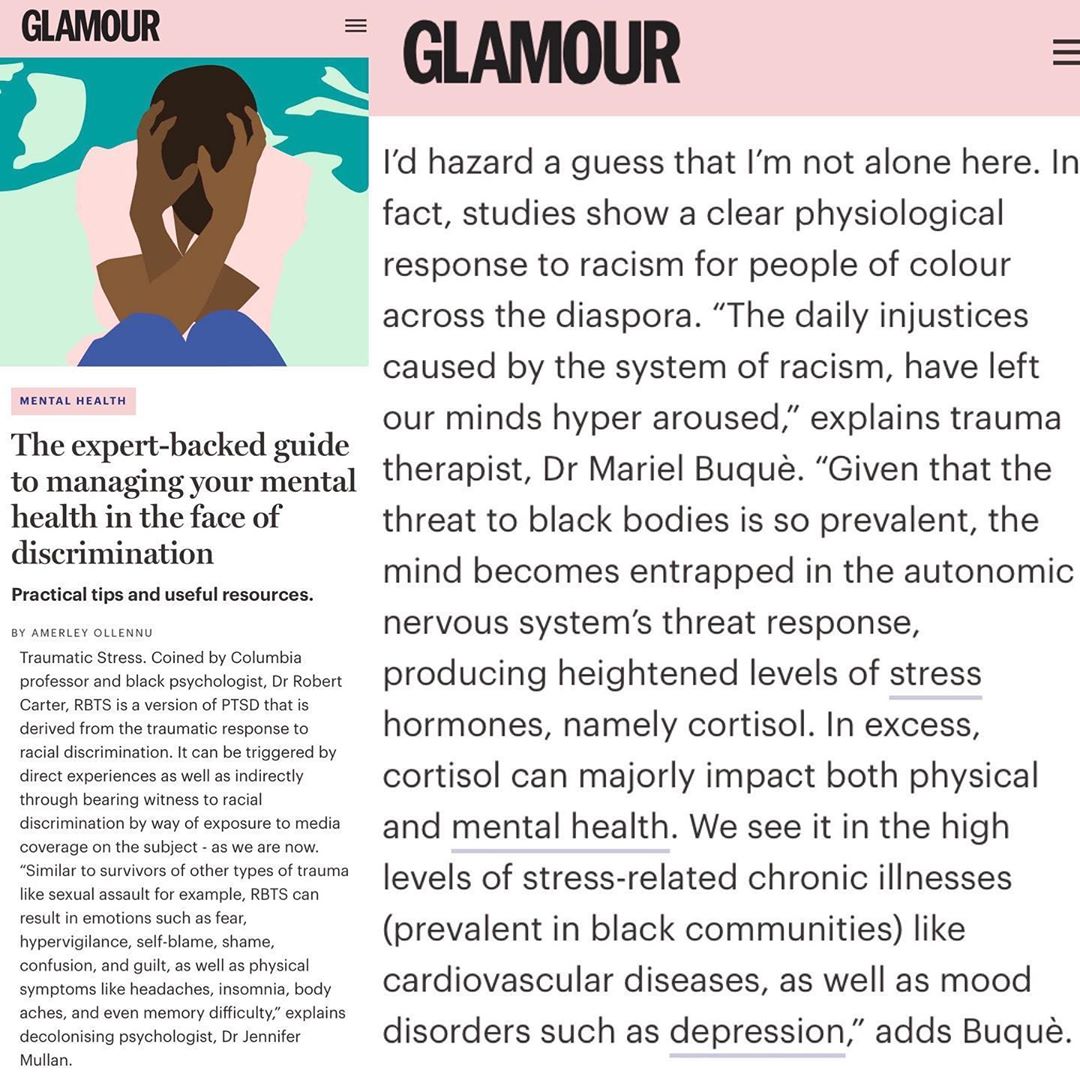 GLAMOUR
MENTAL HEALTH
The expert-backed guide
to managing your mental
health in the face of
discrimination
Practical tips and useful resources.
BY AMERLEY OLLENNU
Traumatic Stress. Coined by Columbia
professor and black psychologist, Dr Robert
Carter, RBTS is a version of PTSD that is
derived from the traumatic response to
racial discrimination. It can be triggered by
direct experiences as well as indirectly
through bearing witness to racial
discrimination by way of exposure to media
coverage on the subject - as we are now.
“Similar to survivors of other types of trauma
like sexual assault for example, RBTS can
result in emotions such as fear,
hypervigilance, self-blame, shame,
confusion, and guilt, as well as physical
symptoms like headaches, insomnia, body
aches, and even memory difficulty,” explains
decolonising psychologist, Dr Jennifer
Mullan.
GLAMOUR
I’d hazard a guess that I’m not alone here. In
fact, studies show a clear physiological
response to racism for people of colour
across the diaspora. “The daily injustices
caused by the system of racism, have left
our minds hyper aroused,” explains trauma
therapist, Dr Mariel Buquè. “Given that the
threat to black bodies is so prevalent, the
mind becomes entrapped in the autonomic
nervous system’s threat response,
producing heightened levels of stress
hormones, namely cortisol. In excess,
cortisol can majorly impact both physical
and mental health. We see it in the high
levels of stress-related chronic illnesses
(prevalent in black communities) like
cardiovascular diseases, as well as mood
disorders such as depression,” adds Buquè.